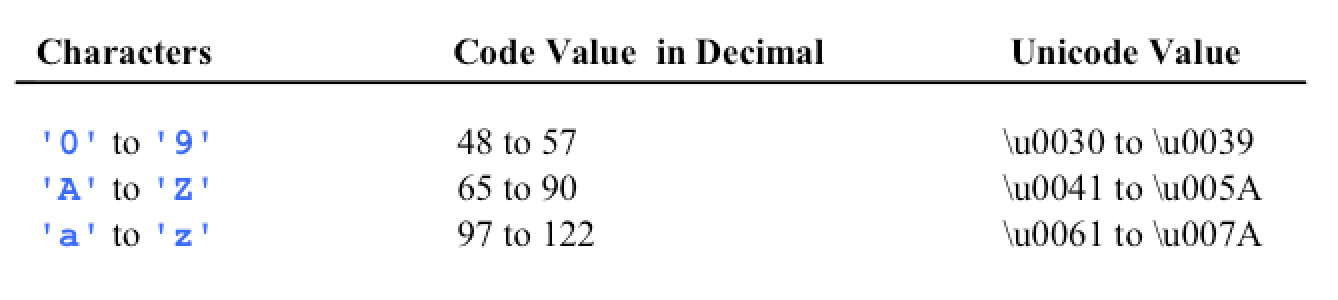 Characters Code Value in Decimal Unicode Value
'0' to '9' 48 to 57 \u0030 to \u0039
'A' to 'Z' 65 to 90 \u0041 to \u005A
'a' to 'z' 97 to 122 \u0061 to \u007A